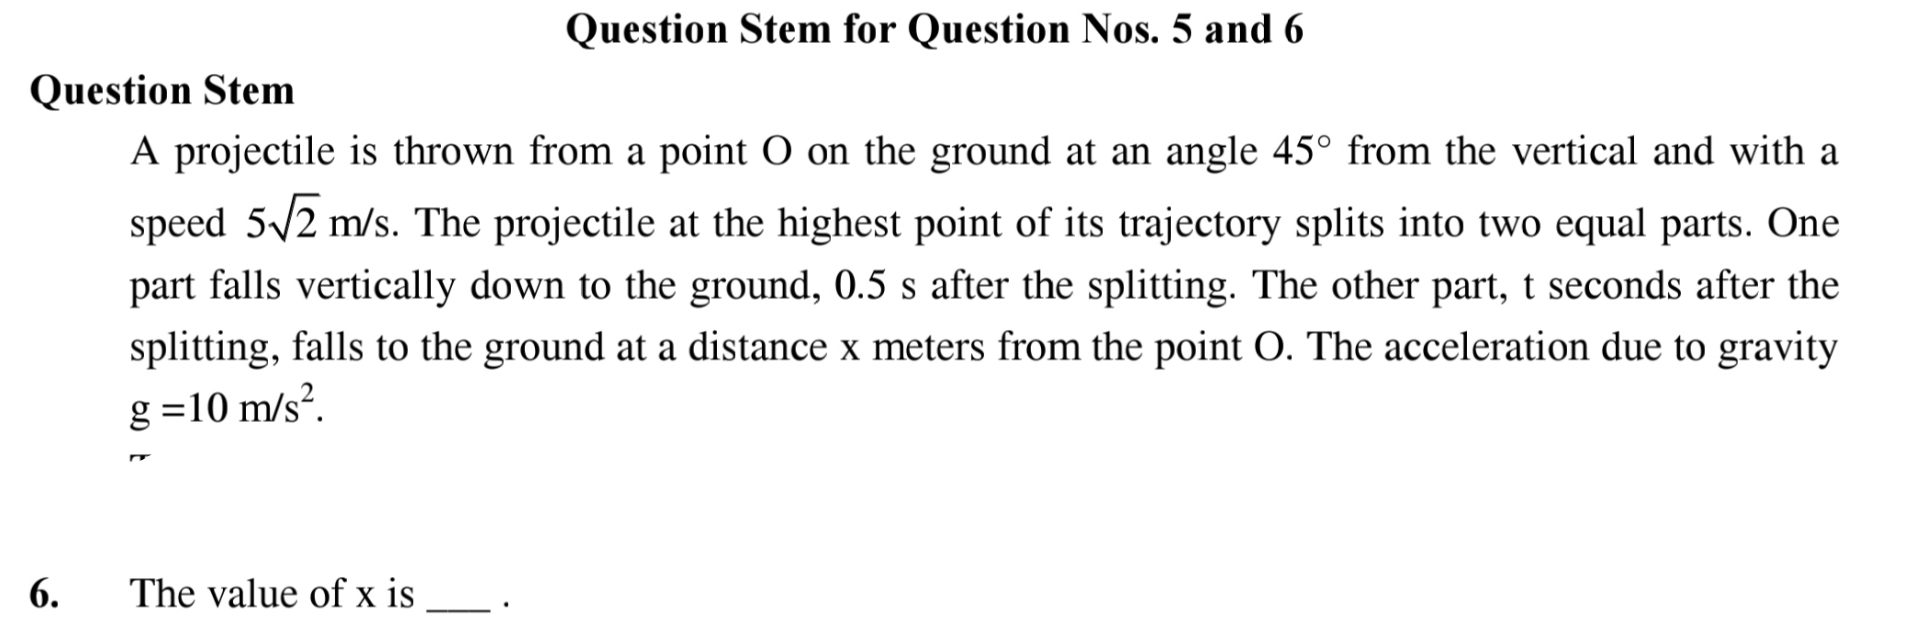 Question Stem for Question Nos. 5 and 6
Question Stem
A projectile is thrown from a point O on the ground at an angle 45° from the vertical and with a
speed 5√2 m/s. The projectile at the highest point of its trajectory splits into two equal parts. One
part falls vertically down to the ground, 0.5 s after the splitting. The other part, t seconds after the
splitting, falls to the ground at a distance x meters from the point O. The acceleration due to gravity
g =10 m/s².
6. The value of x is ___ .